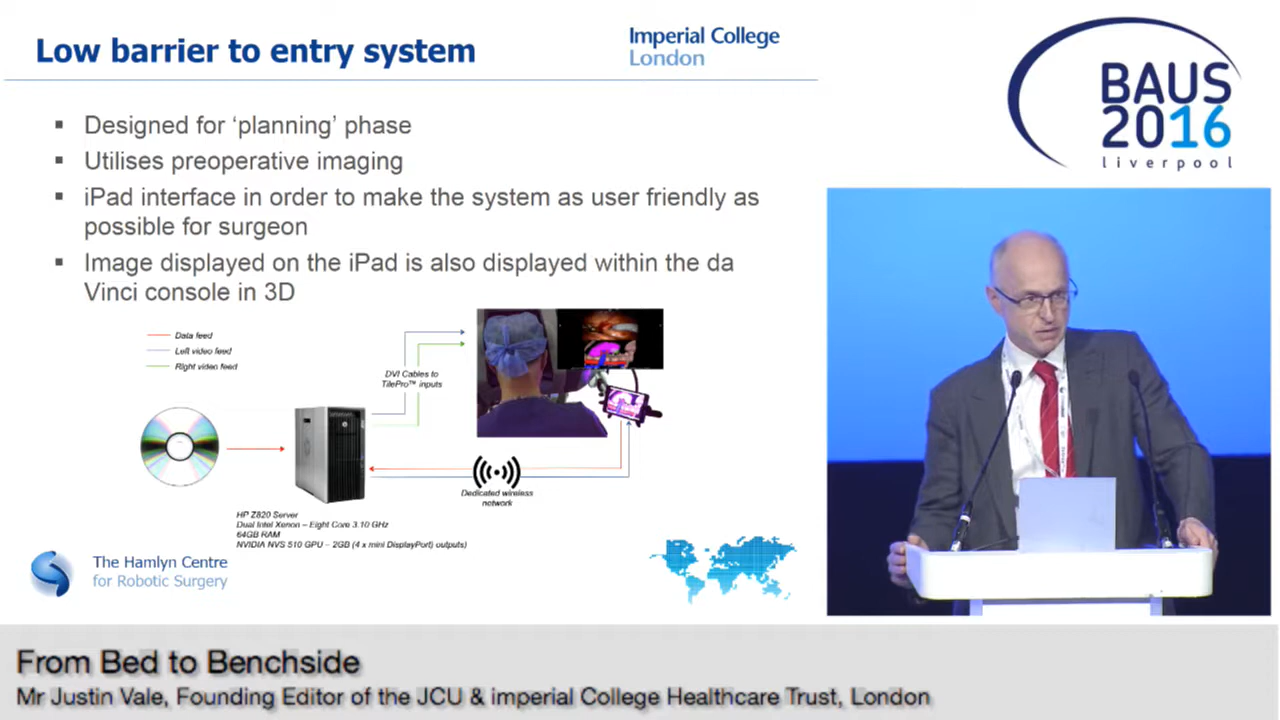 Low barrier to entry system
Imperial College
London
BAUS
2016
liverpool
Designed for ‘planning’ phase
Utilises preoperative imaging
iPad interface in order to make the system as user friendly as
possible for surgeon
Image displayed on the iPad is also displayed within the da
Vinci console in 3D
Data feed
Left video feed
Right video feed
DVI Cables to
TilePro™ inputs
Dedicated wireless
network
HP Z820 Server
Dual Intel Xenon – Eight Core 3.10 GHz
64GB RAM
NVIDIA NVS 510 GPU – 2GB (4 x mini DisplayPort) outputs)
The Hamlyn Centre
for Robotic Surgery
From Bed to Benchside
Mr Justin Vale, Founding Editor of the JCU & imperial College Healthcare Trust, London